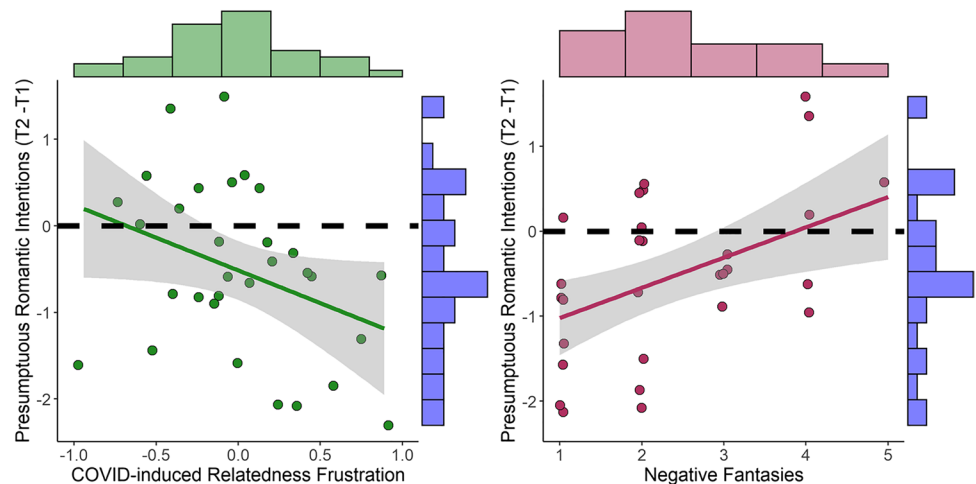 Presumptuous Romantic Intentions (T2 -T1)
1
0
-1
-2
-1.0 -0.5 0.0 0.5 1.0
COVID-induced Relatedness Frustration
Presumptuous Romantic Intentions (T2 -T1)
1
0
-1
-2
1 2 3 4 5
Negative Fantasies